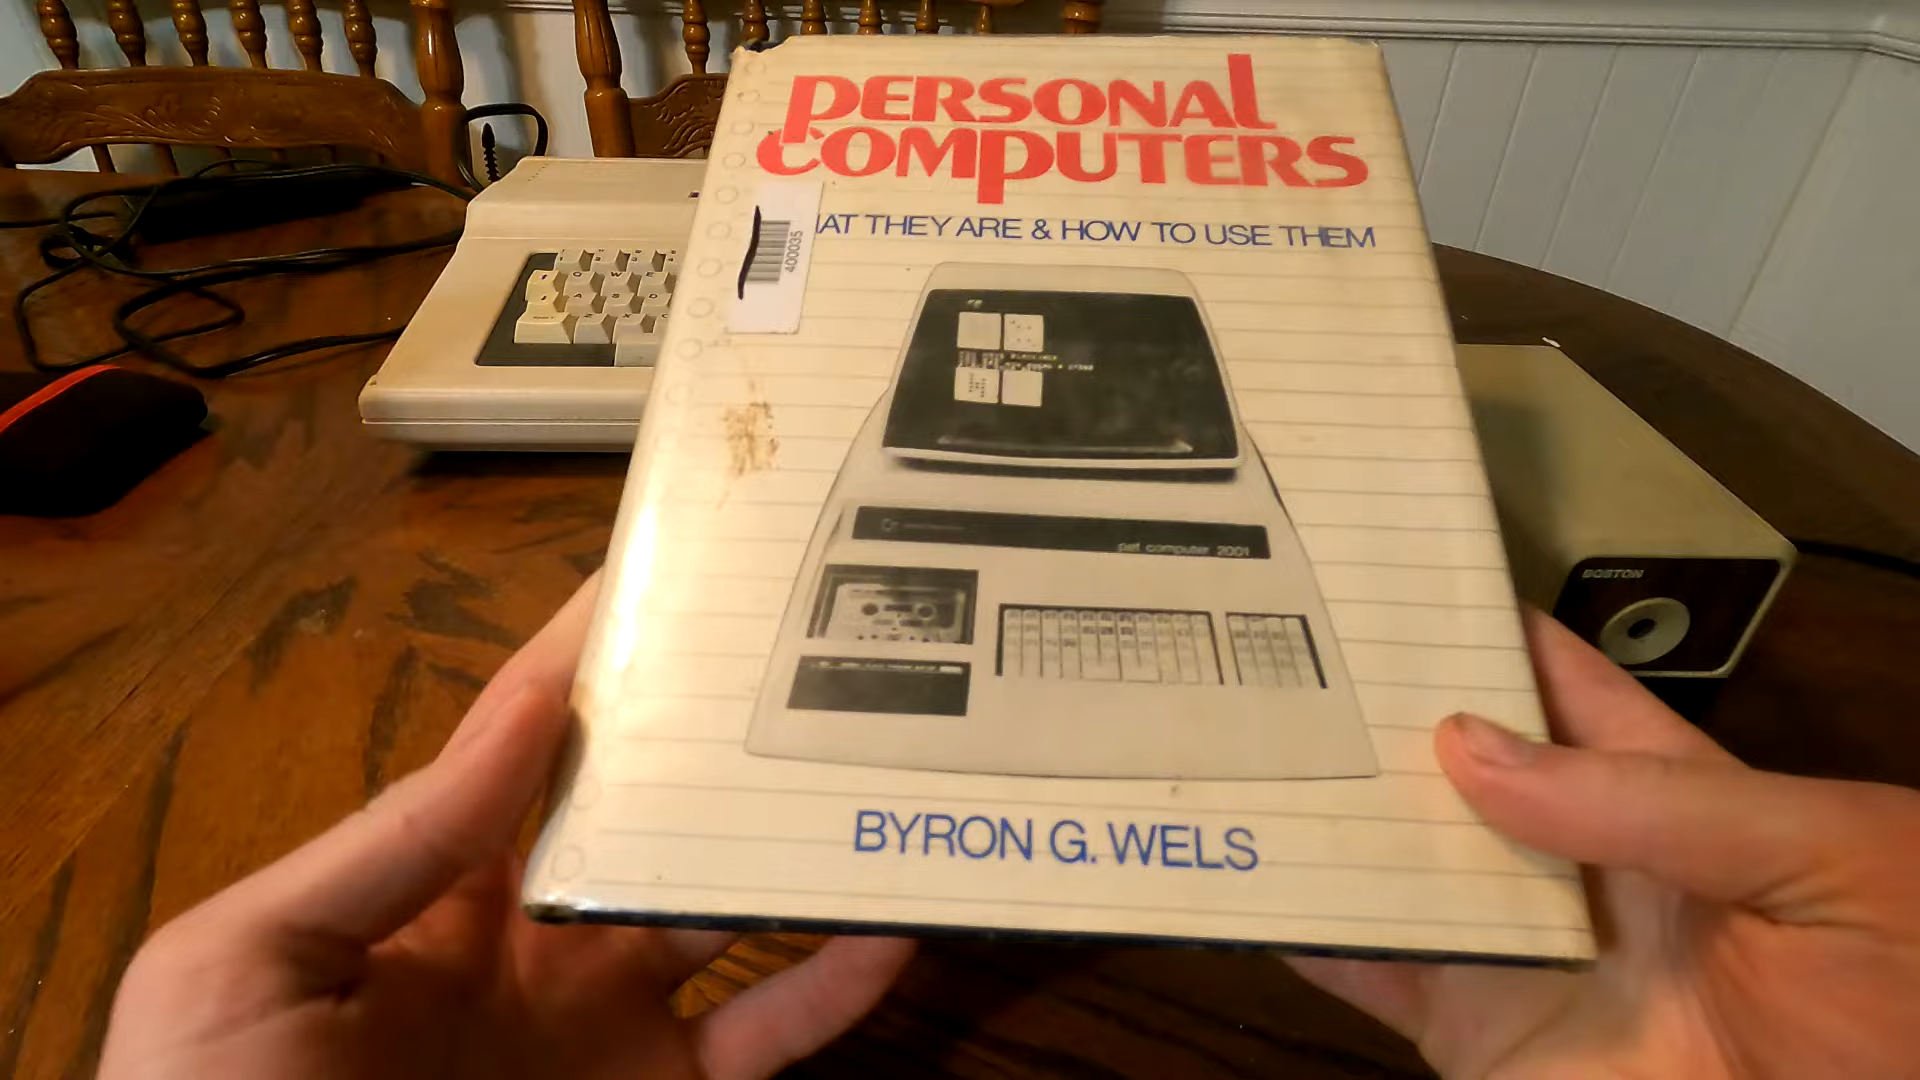 PERSONAL
COMPUTERS
AT THEY ARE & HOW TO USE THEM
400035
pet computer 2001
BYRON G. WELS
BOSTON